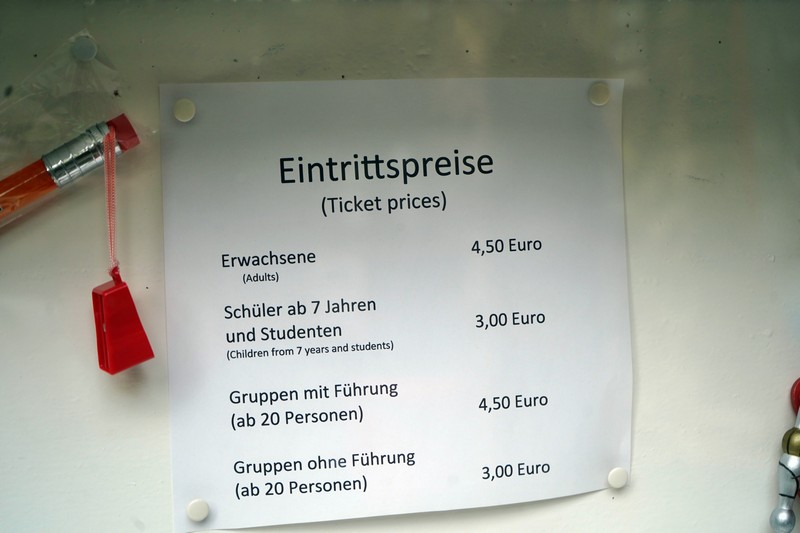 Eintrittspreise
(Ticket prices)
Erwachsene 4,50 Euro
(Adults)
Schüler ab 7 Jahren
und Studenten 3,00 Euro
(Children from 7 years and students)
Gruppen mit Führung
(ab 20 Personen) 4,50 Euro
Gruppen ohne Führung
(ab 20 Personen) 3,00 Euro